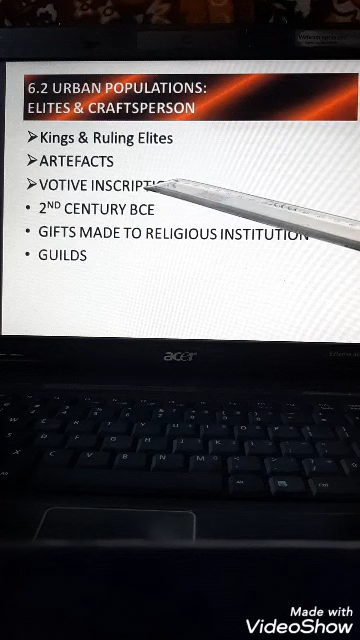 6.2 URBAN POPULATIONS:
ELITES & CRAFTSPERSON
➢Kings & Ruling Elites
➢ARTEFACTS
➢VOTIVE
• 2ND CENTURY BCE
• GIFTS MADE TO RELIGIOUS INSTITUTION
• GUILDS
acer
Made with
VideoShow